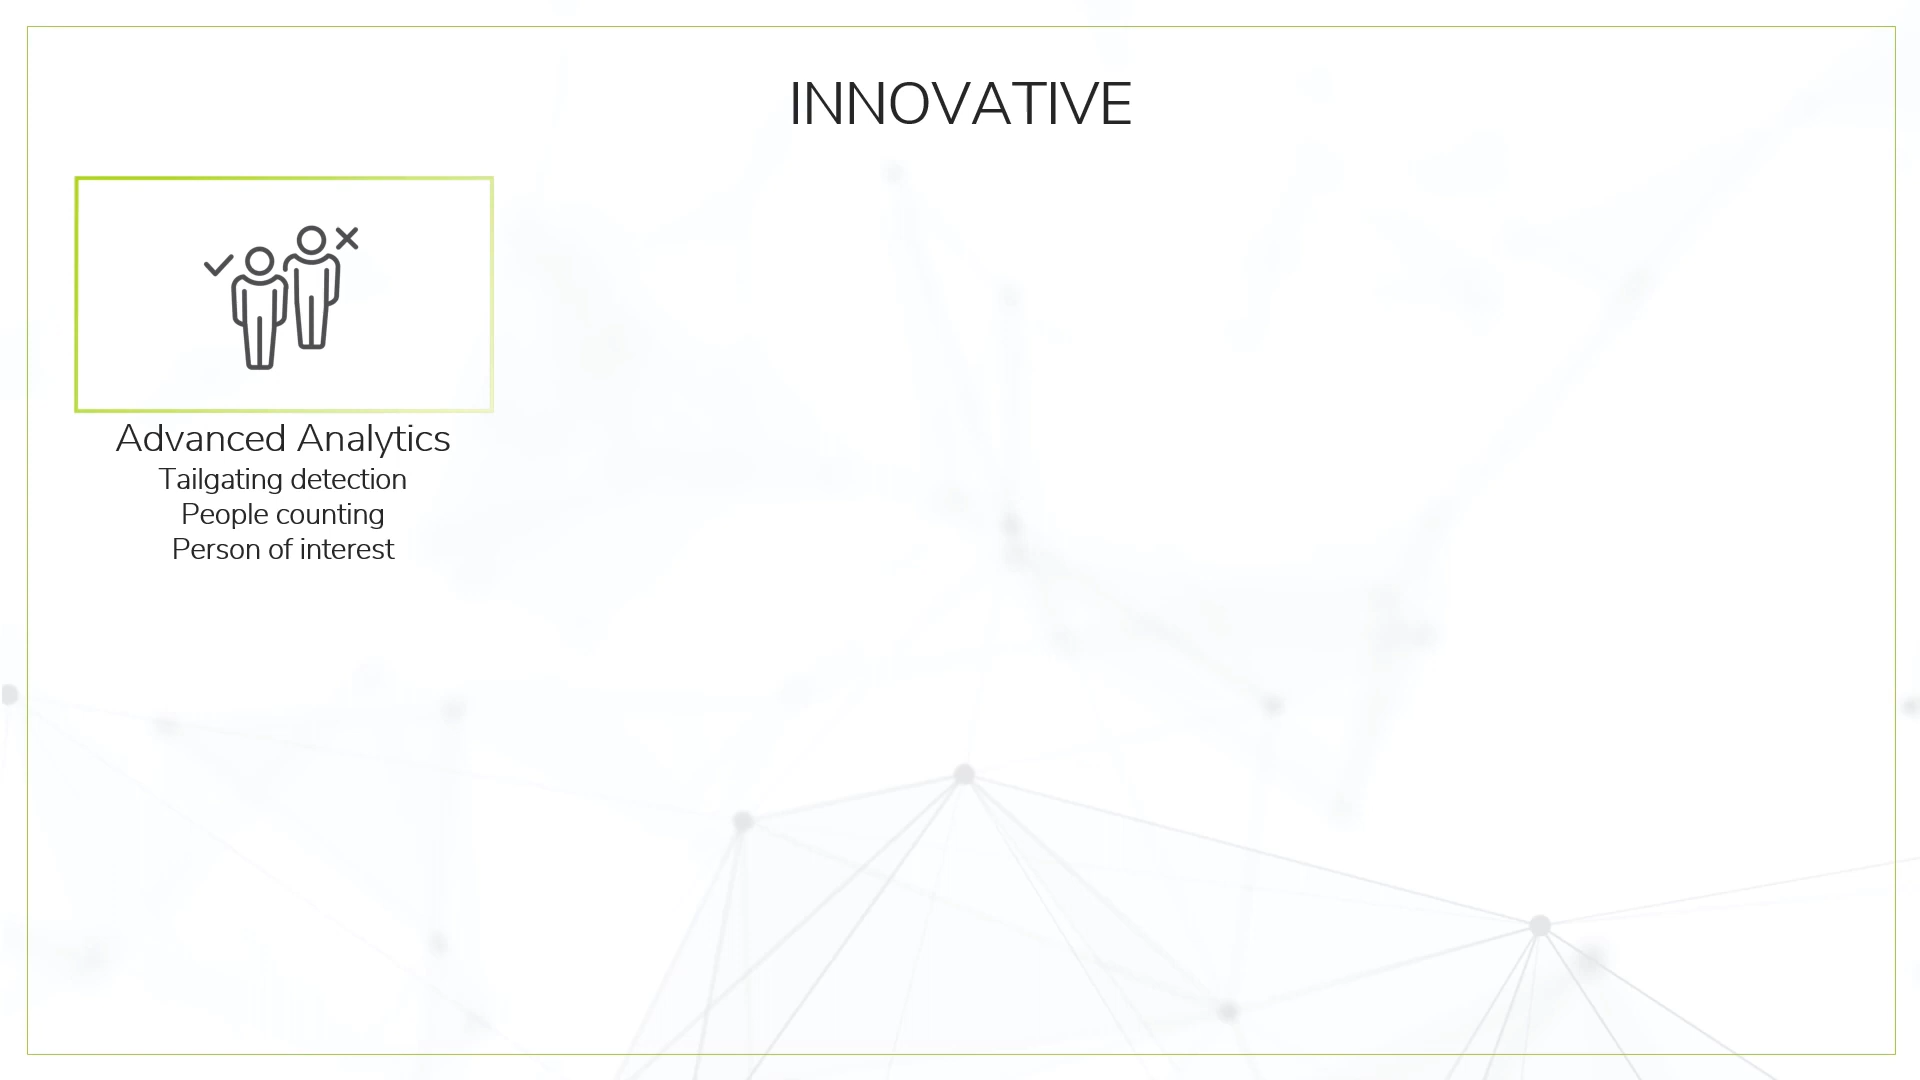 INNOVATIVE
Advanced Analytics
Tailgating detection
People counting
Person of interest